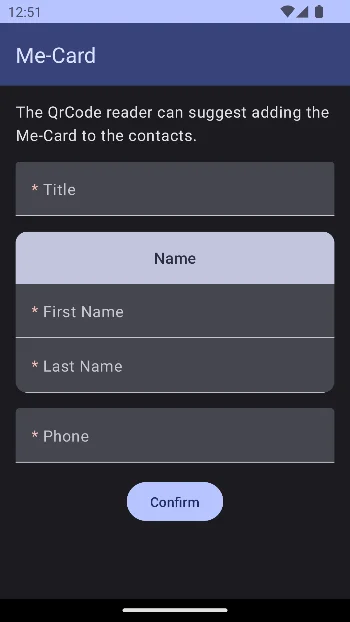 12:51
Me-Card
The QrCode reader can suggest adding the
Me-Card to the contacts.
* Title
Name
* First Name
* Last Name
* Phone
Confirm